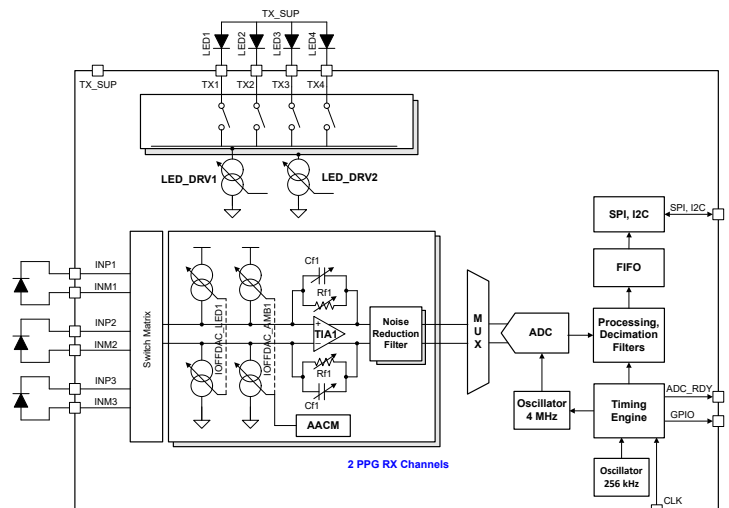 TX_SUP
LED1
LED2
LED3
LED4
TX_SUP
TX1
TX2
TX3
TX4
LED_DRV1
LED_DRV2
SPI, I2C
SPI, I2C
FIFO
INP1
INM1
INP2
INM2
INP3
INM3
Switch Matrix
IOFFDAC_LED1
IOFFDAC_AMB1
Cf1
Rf1
+
TIA1
-
Rf1
Cf1
AACM
Noise
Reduction
Filter
M
U
X
ADC
Processing,
Decimation
Filters
Oscillator
4 MHz
Timing
Engine
ADC_RDY
GPIO
Oscillator
256 kHz
CLK
2 PPG RX Channels